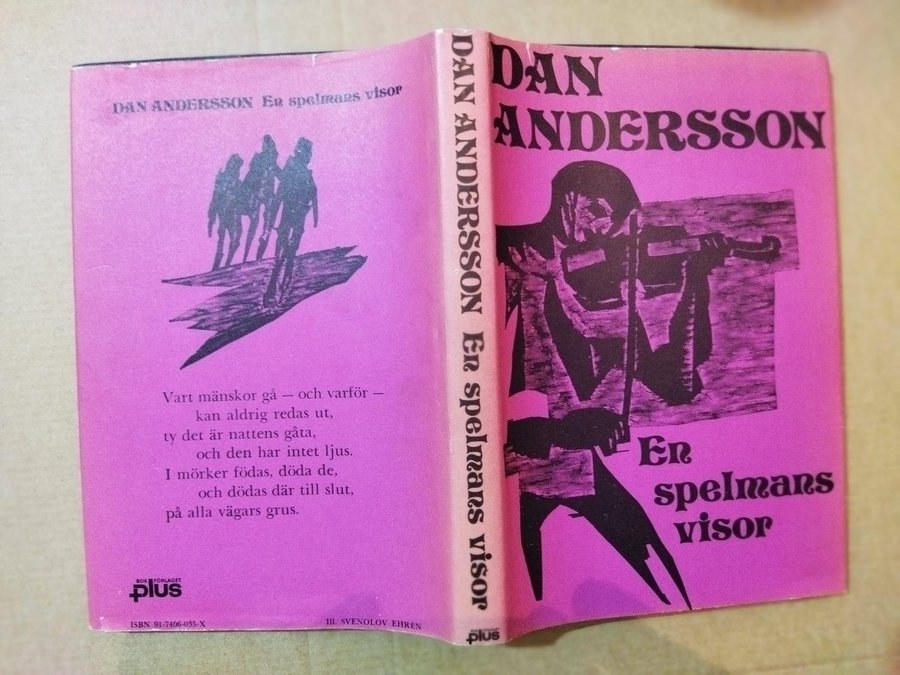 DAN ANDERSSON En spelmans visor
Vart mänskor gå — och varför —
kan aldrig redas ut,
ty det är nattens gåta,
och den har intet ljus.
I mörker födas, döda de,
och dödas där till slut,
på alla vägars grus.
BOKFÖRLAGET
plus
ISBN 91-7406-035-X
Ill. SVENOLOV EHRÉN
DAN ANDERSSON En spelmans visor
BOKFÖRLAGET
plus
DAN
ANDERSSON
En
spelmans
visor